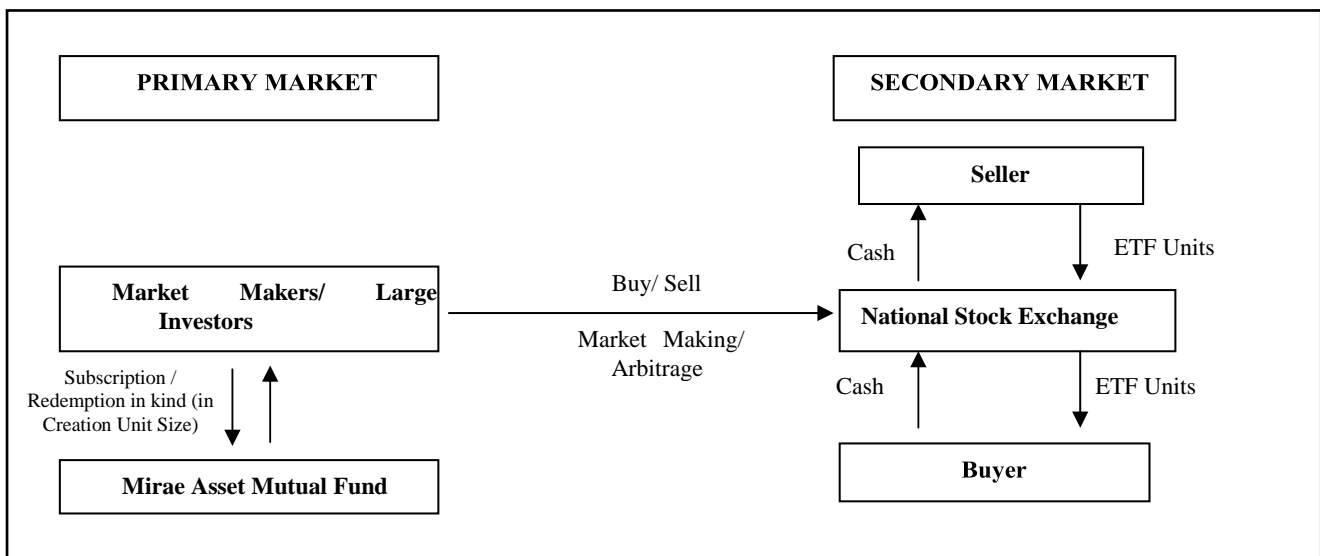 PRIMARY MARKET
SECONDARY MARKET
Seller
Cash
ETF Units
Market Makers/ Large
Investors
Buy/ Sell
National Stock Exchange
Market Making/
Arbitrage
Subscription /
Redemption in kind (in
Creation Unit Size)
Cash
ETF Units
Mirae Asset Mutual Fund
Buyer